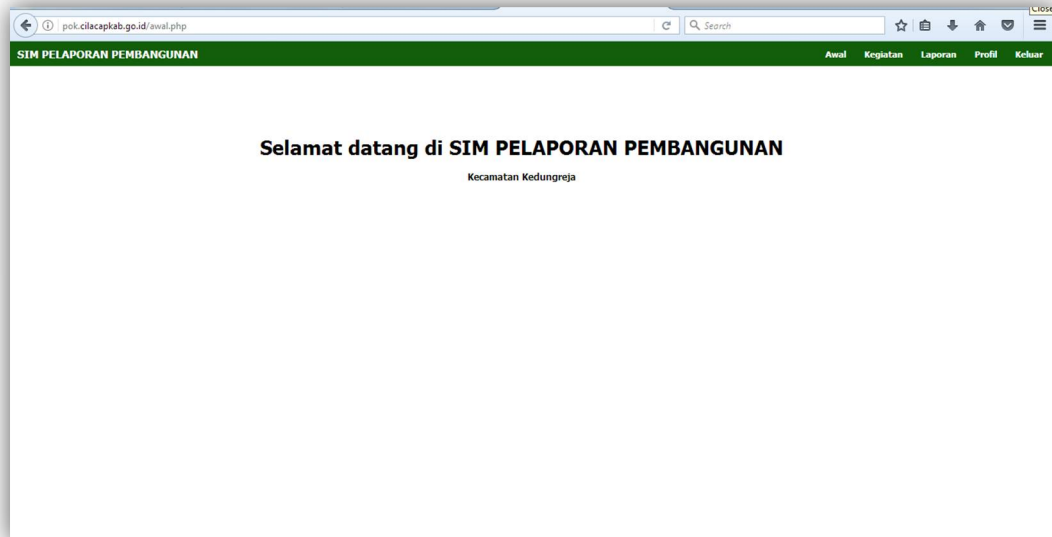 Close
pok.cilacapkab.go.id/awal.php
Search
SIM PELAPORAN PEMBANGUNAN
Awal Kegiatan Laporan Profil Keluar
Selamat datang di SIM PELAPORAN PEMBANGUNAN
Kecamatan Kedungreja